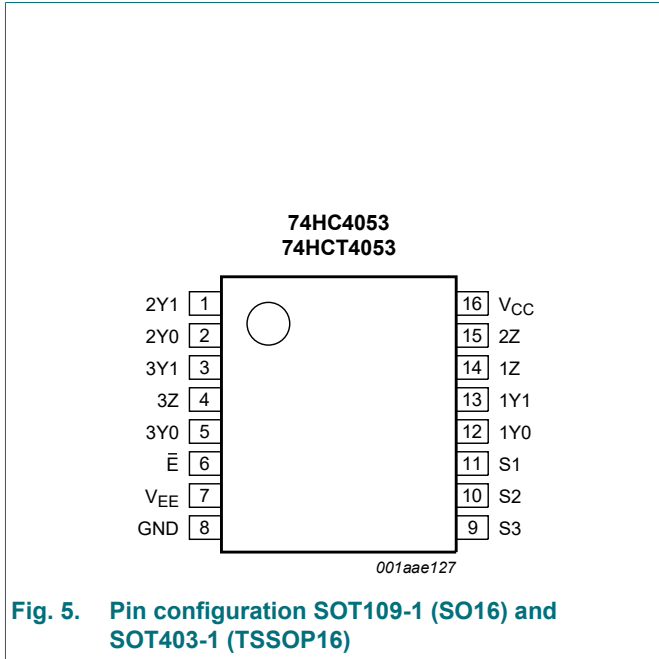 74HC4053
74HCT4053
2Y1 1 16 VCC
2Y0 2 15 2Z
3Y1 3 14 1Z
3Z 4 13 1Y1
3Y0 5 12 1Y0
E̅ 6 11 S1
VEE 7 10 S2
GND 8 9 S3
001aae127
Fig. 5. Pin configuration SOT109-1 (SO16) and
SOT403-1 (TSSOP16)